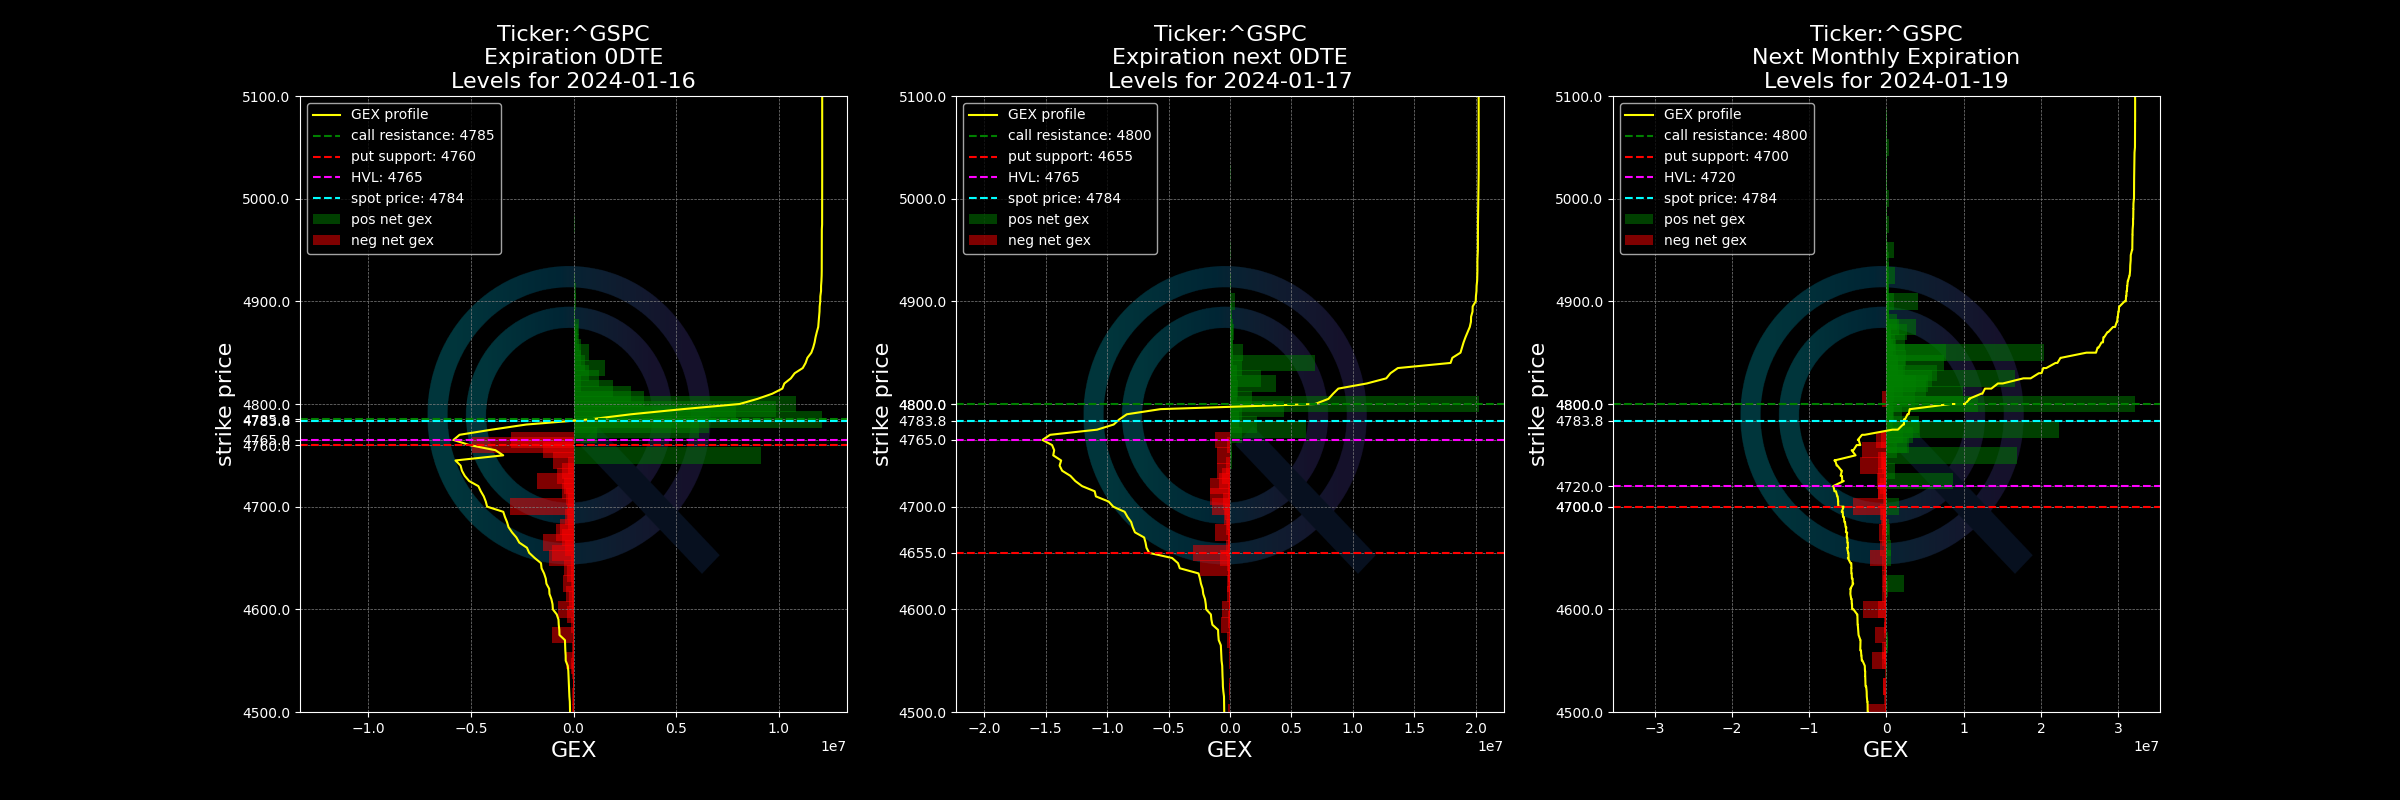 Ticker:^GSPC
Expiration 0DTE
Levels for 2024-01-16
GEX profile
call resistance: 4785
put support: 4760
HVL: 4765
spot price: 4784
pos net gex
neg net gex
strike price
5100.0
5000.0
4900.0
4800.0
4785
4783.8
4765.0
4760.0
4700.0
4600.0
4500.0
−1.0
−0.5
0.0
0.5
1.0
1e7
GEX
Ticker:^GSPC
Expiration next 0DTE
Levels for 2024-01-17
GEX profile
call resistance: 4800
put support: 4655
HVL: 4765
spot price: 4784
pos net gex
neg net gex
strike price
5100.0
5000.0
4900.0
4800.0
4783.8
4765.0
4700.0
4655.0
4600.0
4500.0
−2.0
−1.5
−1.0
−0.5
0.0
0.5
1.0
1.5
2.0
1e7
GEX
Ticker:^GSPC
Next Monthly Expiration
Levels for 2024-01-19
GEX profile
call resistance: 4800
put support: 4700
HVL: 4720
spot price: 4784
pos net gex
neg net gex
strike price
5100.0
5000.0
4900.0
4800.0
4783.8
4720.0
4700.0
4600.0
4500.0
−3
−2
−1
0
1
2
3
1e7
GEX